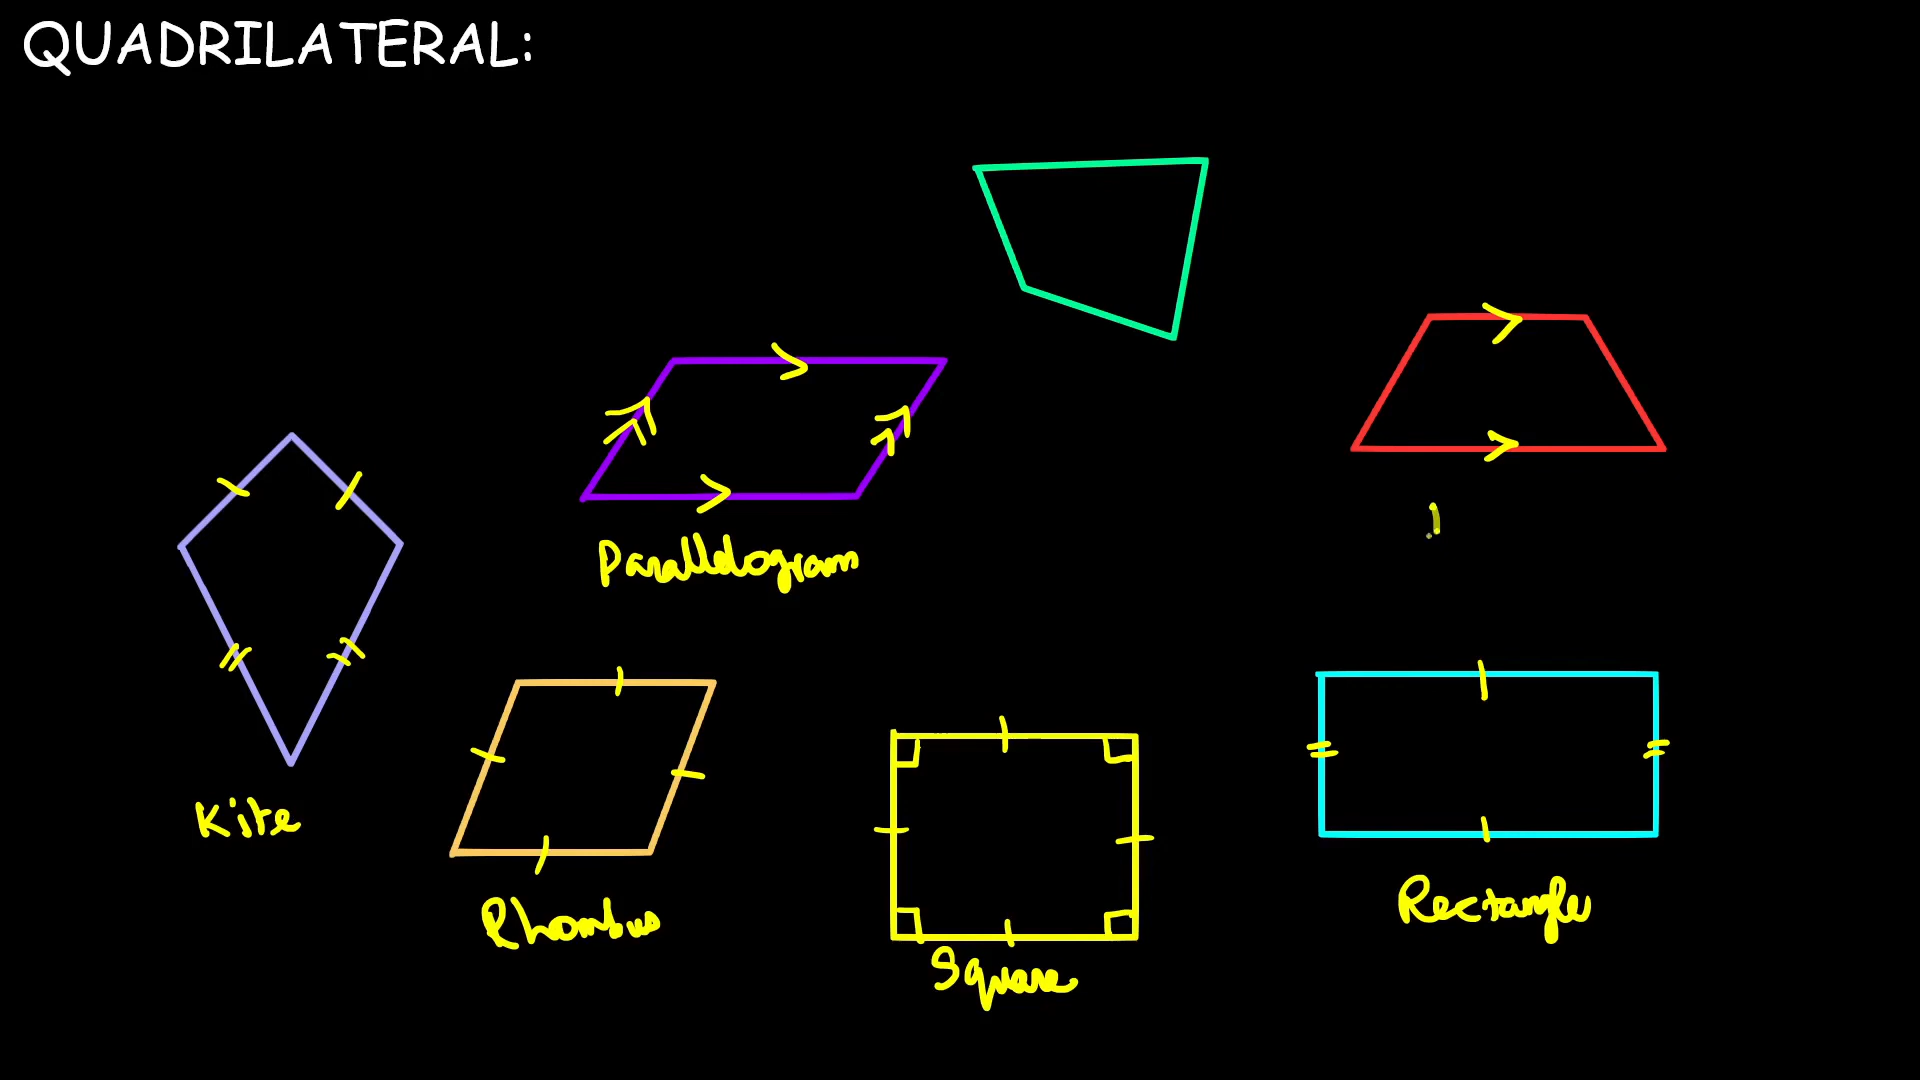 QUADRILATERAL:
Parallelogram
Kite
Rhombus
Square
Rectangle